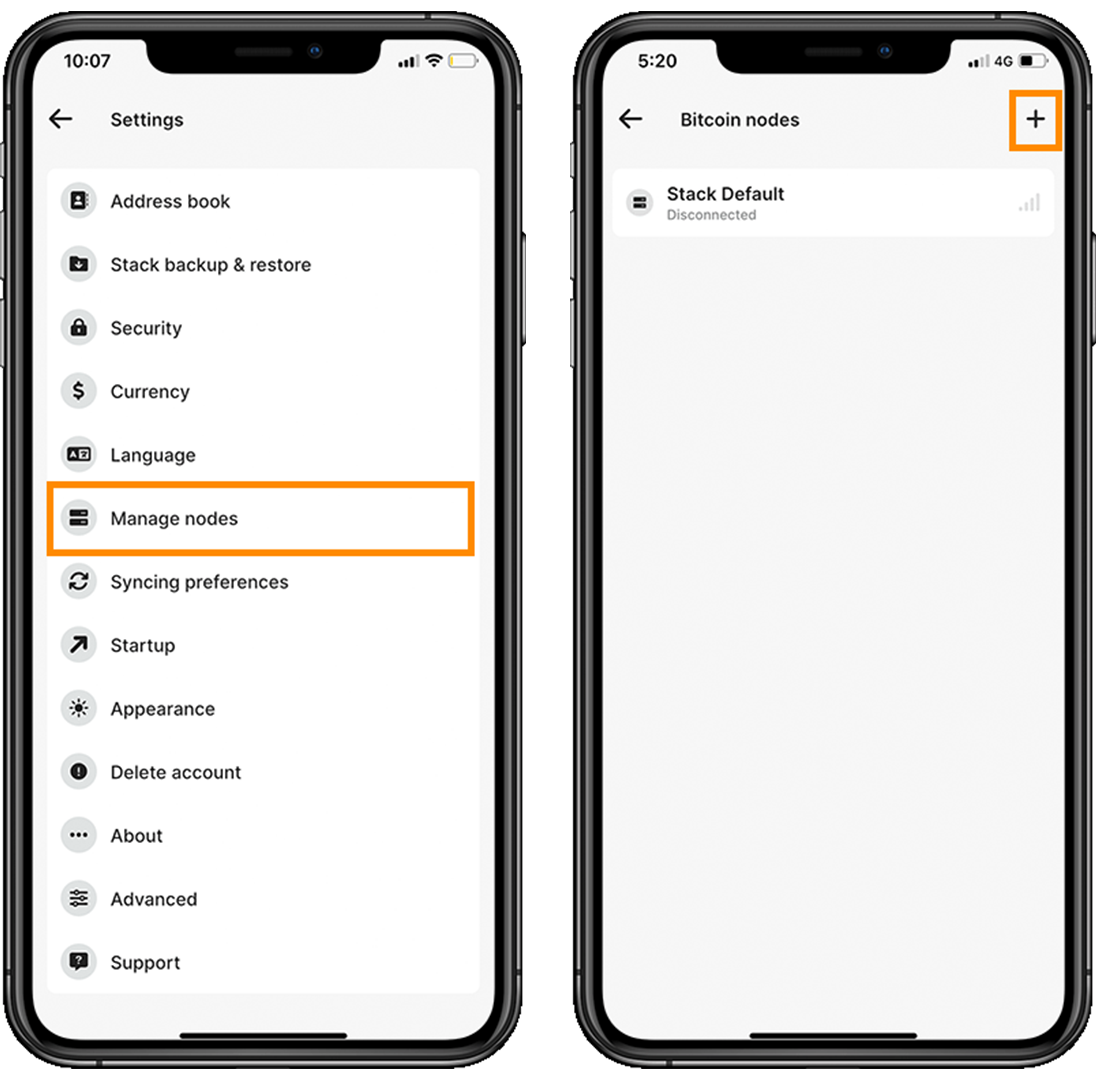 10:07
Settings
Address book
Stack backup & restore
Security
Currency
Language
Manage nodes
Syncing preferences
Startup
Appearance
Delete account
About
Advanced
Support
5:20 4G
Bitcoin nodes
Stack Default
Disconnected